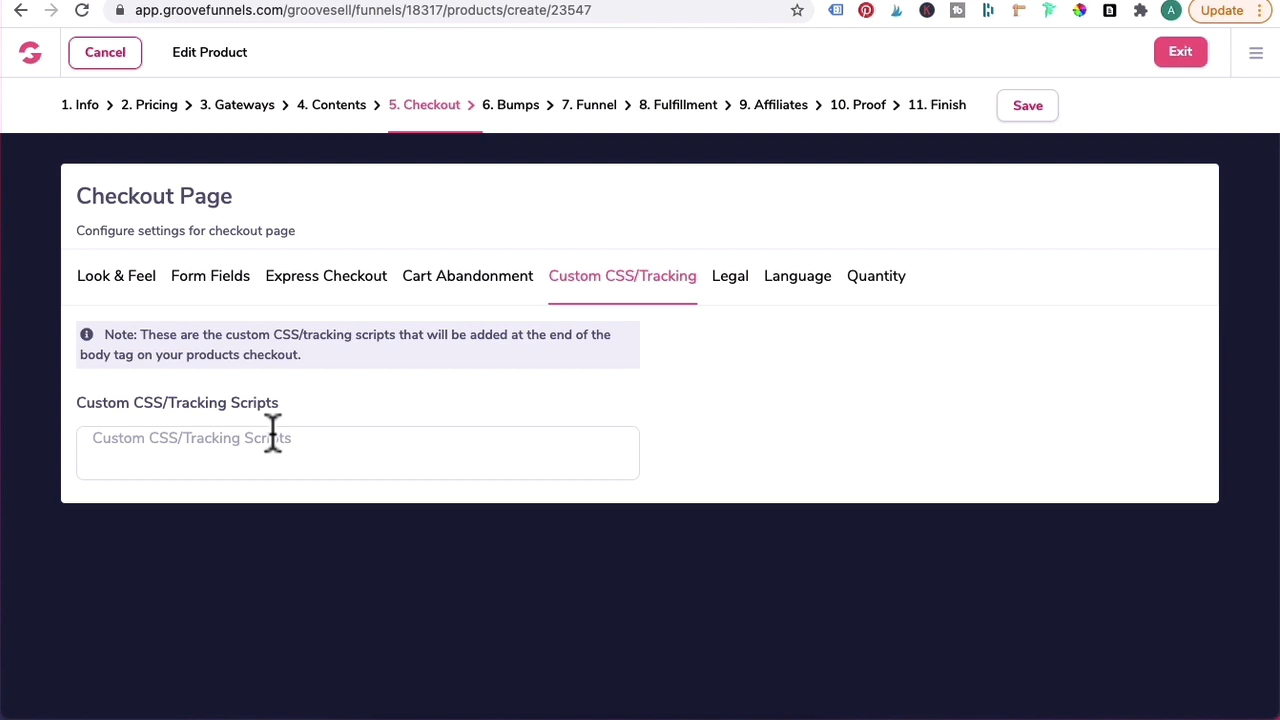 app.groovefunnels.com/groovesell/funnels/18317/products/create/23547
A
Update
Cancel
Edit Product
Exit
1. Info
2. Pricing
3. Gateways
4. Contents
5. Checkout
6. Bumps
7. Funnel
8. Fulfillment
9. Affiliates
10. Proof
11. Finish
Save
Checkout Page
Configure settings for checkout page
Look & Feel
Form Fields
Express Checkout
Cart Abandonment
Custom CSS/Tracking
Legal
Language
Quantity
Note: These are the custom CSS/tracking scripts that will be added at the end of the
body tag on your products checkout.
Custom CSS/Tracking Scripts
Custom CSS/Tracking Scripts